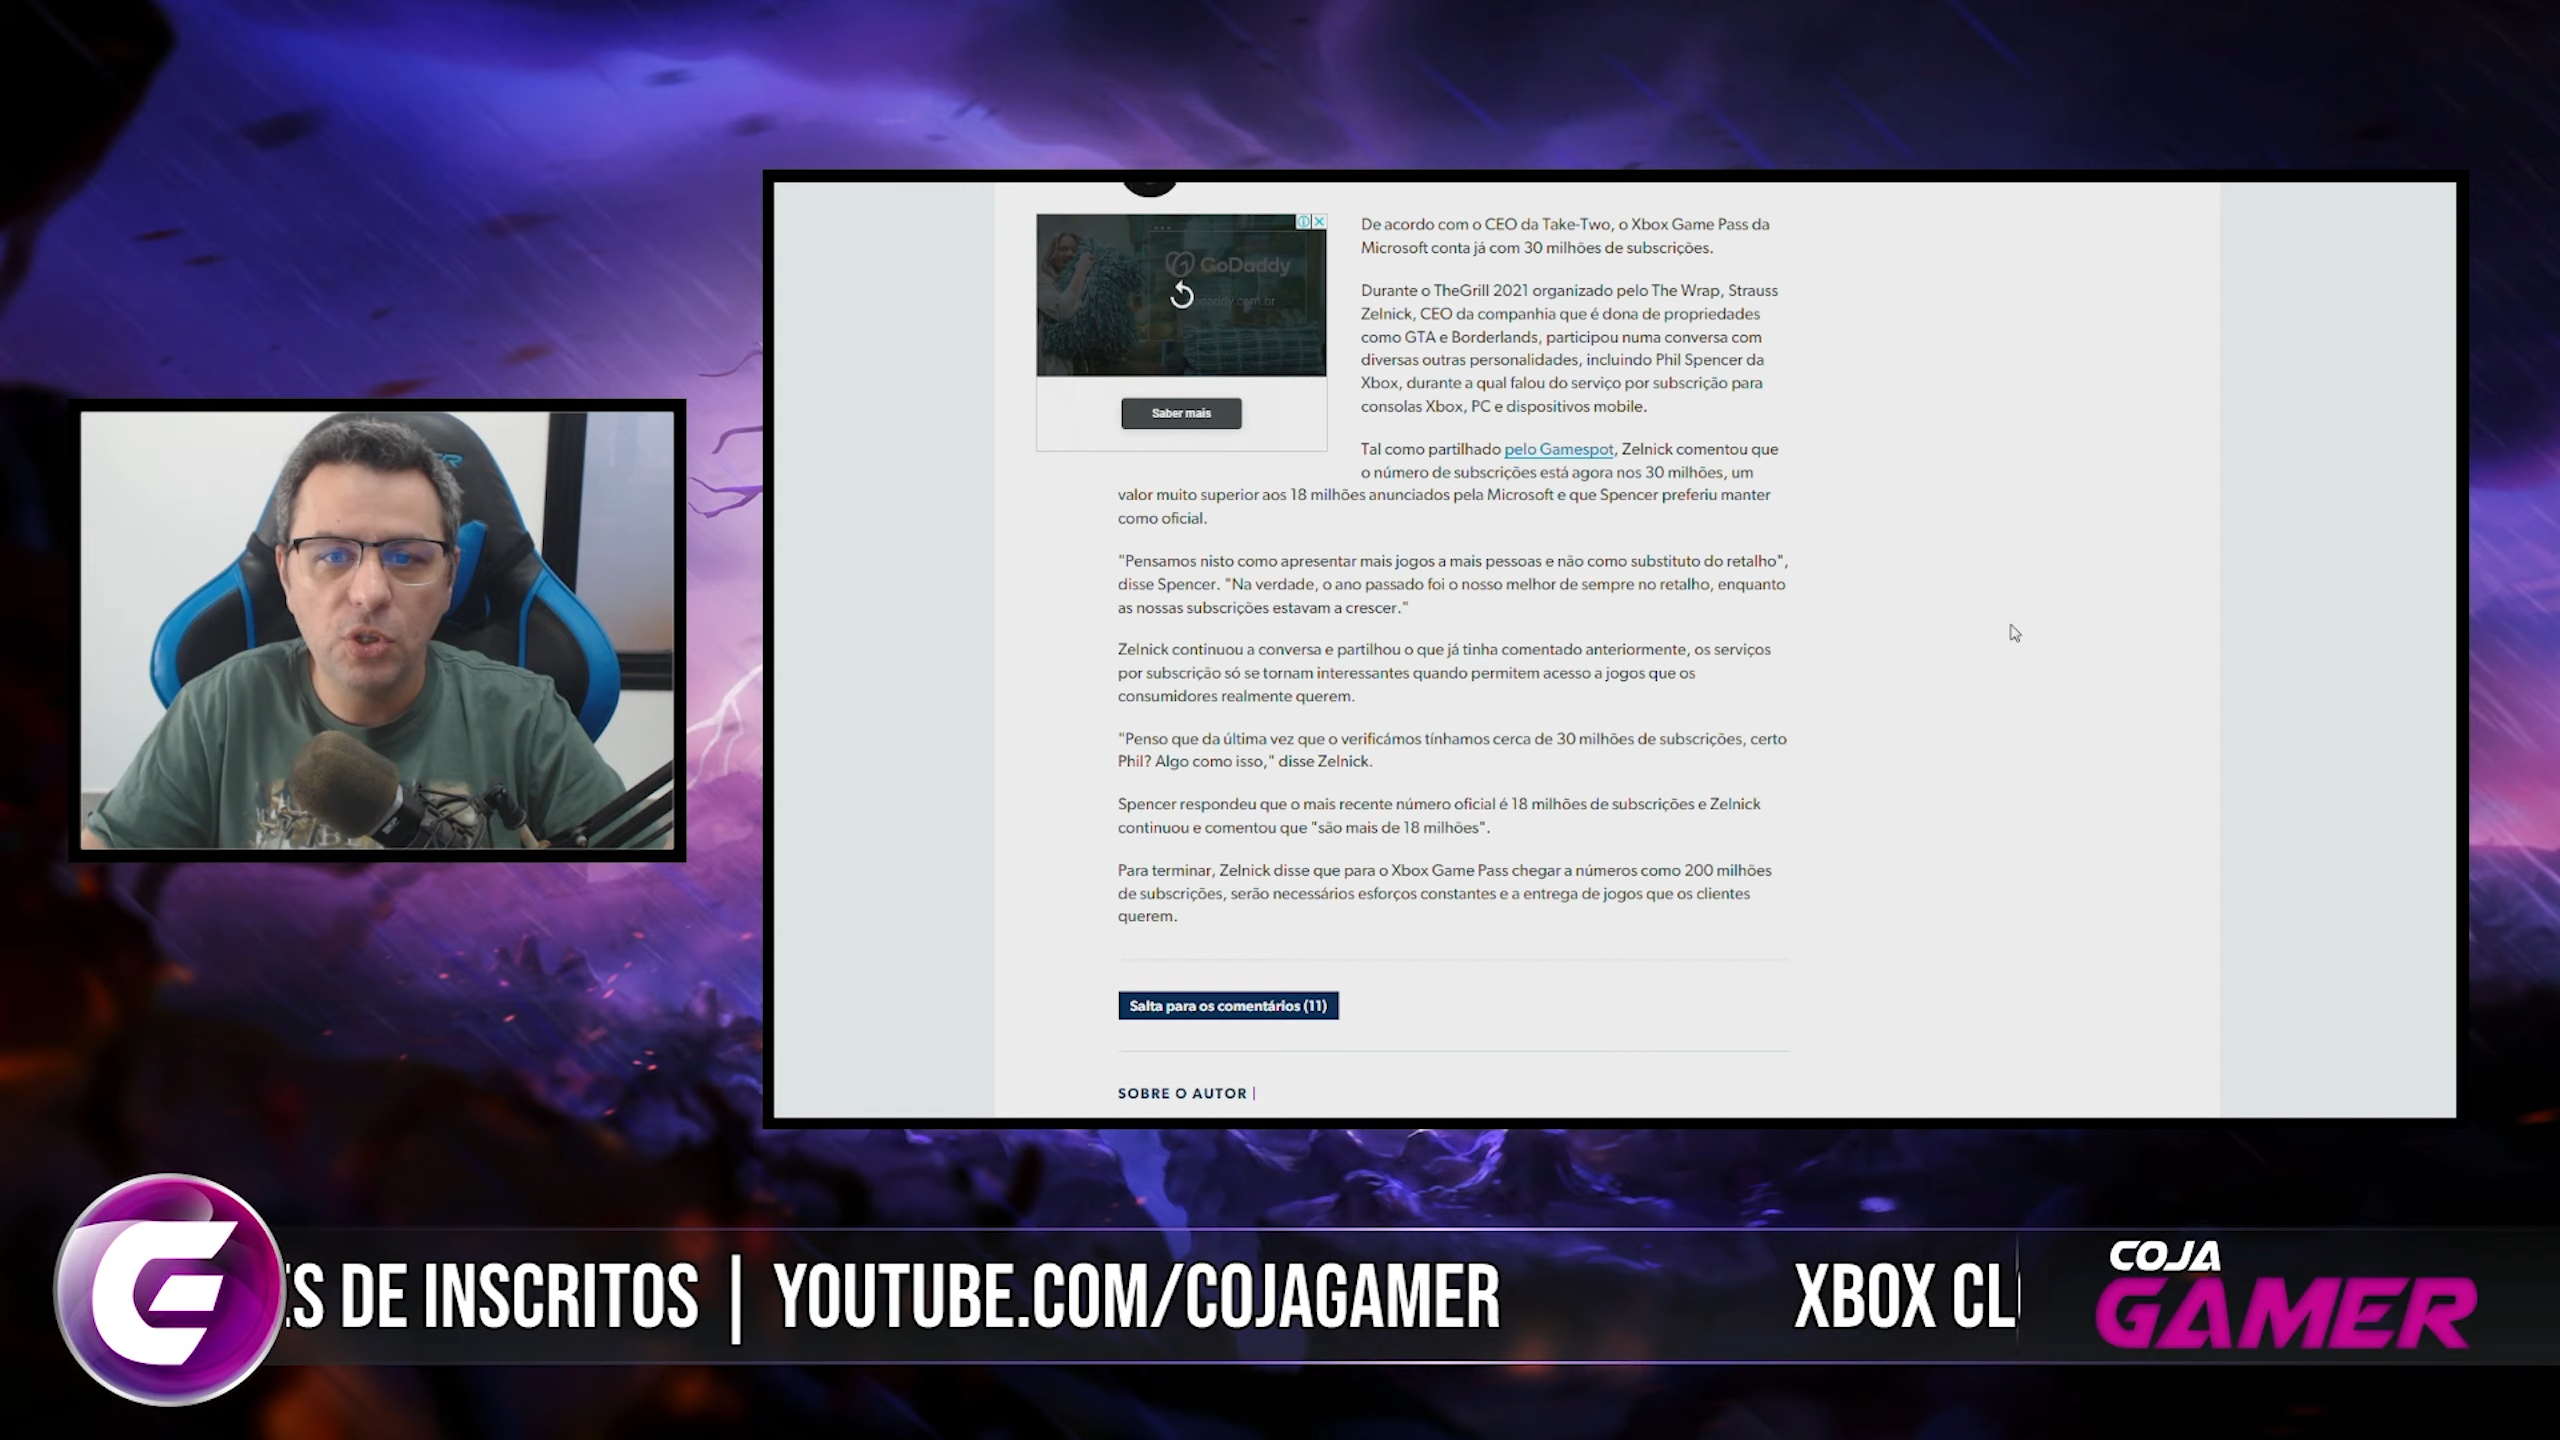 GoDaddy
Saber mais
De acordo com o CEO da Take-Two, o Xbox Game Pass da
Microsoft conta já com 30 milhões de subscrições.
Durante o TheGrill 2021 organizado pelo The Wrap, Strauss
Zelnick, CEO da companhia que é dona de propriedades
como GTA e Borderlands, participou numa conversa com
diversas outras personalidades, incluindo Phil Spencer da
Xbox, durante a qual falou do serviço por subscrição para
consolas Xbox, PC e dispositivos mobile.
Tal como partilhado pelo Gamespot, Zelnick comentou que
o número de subscrições está agora nos 30 milhões, um
valor muito superior aos 18 milhões anunciados pela Microsoft e que Spencer preferiu manter
como oficial.
"Pensamos nisto como apresentar mais jogos a mais pessoas e não como substituto do retalho",
disse Spencer. "Na verdade, o ano passado foi o nosso melhor de sempre no retalho, enquanto
as nossas subscrições estavam a crescer."
Zelnick continuou a conversa e partilhou o que já tinha comentado anteriormente, os serviços
por subscrição só se tornam interessantes quando permitem acesso a jogos que os
consumidores realmente querem.
"Penso que da última vez que o verificámos tínhamos cerca de 30 milhões de subscrições, certo
Phil? Algo como isso," disse Zelnick.
Spencer respondeu que o mais recente número oficial é 18 milhões de subscrições e Zelnick
continuou e comentou que "são mais de 18 milhões".
Para terminar, Zelnick disse que para o Xbox Game Pass chegar a números como 200 milhões
de subscrições, serão necessários esforços constantes e a entrega de jogos que os clientes
querem.
Salta para os comentários (11)
SOBRE O AUTOR |
ES DE INSCRITOS | YOUTUBE.COM/COJAGAMER XBOX CL
COJA
GAMER